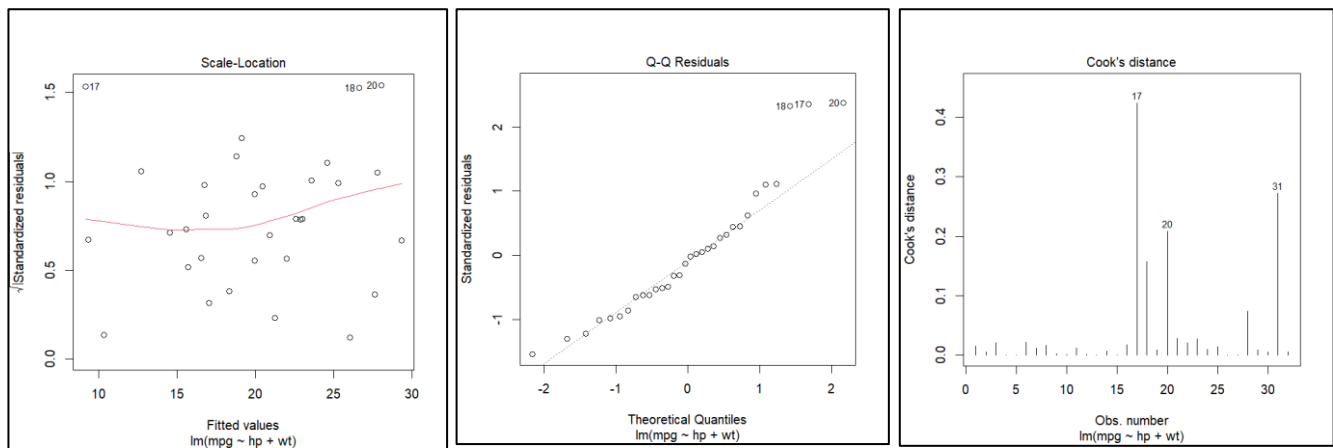 Scale-Location
√|Standardized residuals|
1.5
1.0
0.5
0.0
17
18
20
10 15 20 25 30
Fitted values
lm(mpg ~ hp + wt)
Q-Q Residuals
Standardized residuals
2
1
0
-1
18 17 20
-2 -1 0 1 2
Theoretical Quantiles
lm(mpg ~ hp + wt)
Cook's distance
Cook's distance
0.4
0.3
0.2
0.1
0.0
17
31
20
0 5 10 15 20 25 30
Obs. number
lm(mpg ~ hp + wt)